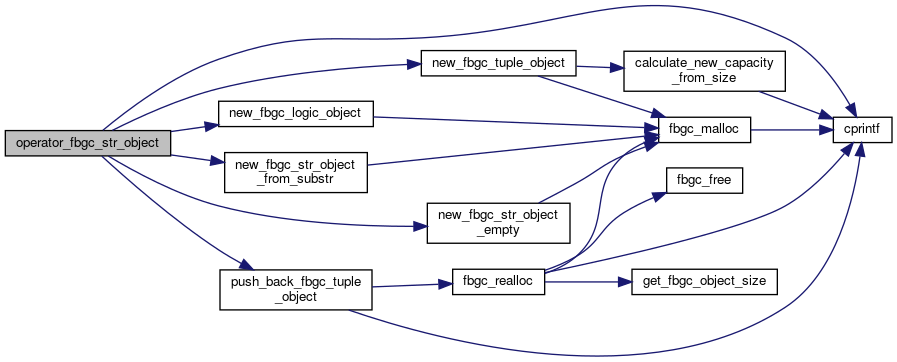 operator_fbgc_str_object
new_fbgc_tuple_object
calculate_new_capacity
_from_size
new_fbgc_logic_object
fbgc_malloc
cprintf
new_fbgc_str_object
_from_substr
fbgc_free
new_fbgc_str_object
_empty
push_back_fbgc_tuple
_object
fbgc_realloc
get_fbgc_object_size